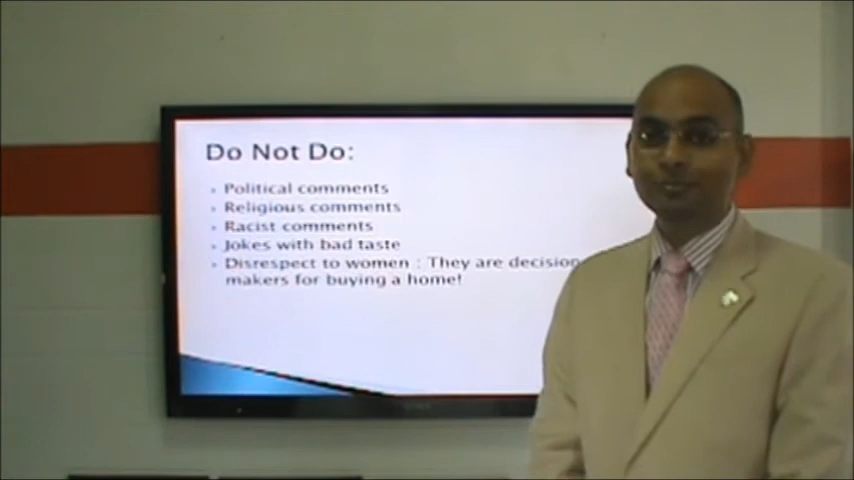 Do Not Do:
Political comments
Religious comments
Racist comments
Jokes with bad taste
Disrespect to women : They are decision
makers for buying a home!